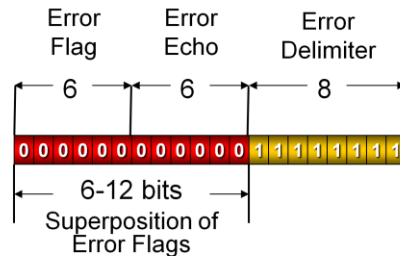 Error Flag
Error Echo
Error Delimiter
6
6
8
0 0 0 0 0 0 0 0 0 0 0 0 1 1 1 1 1 1 1 1
6-12 bits
Superposition of
Error Flags